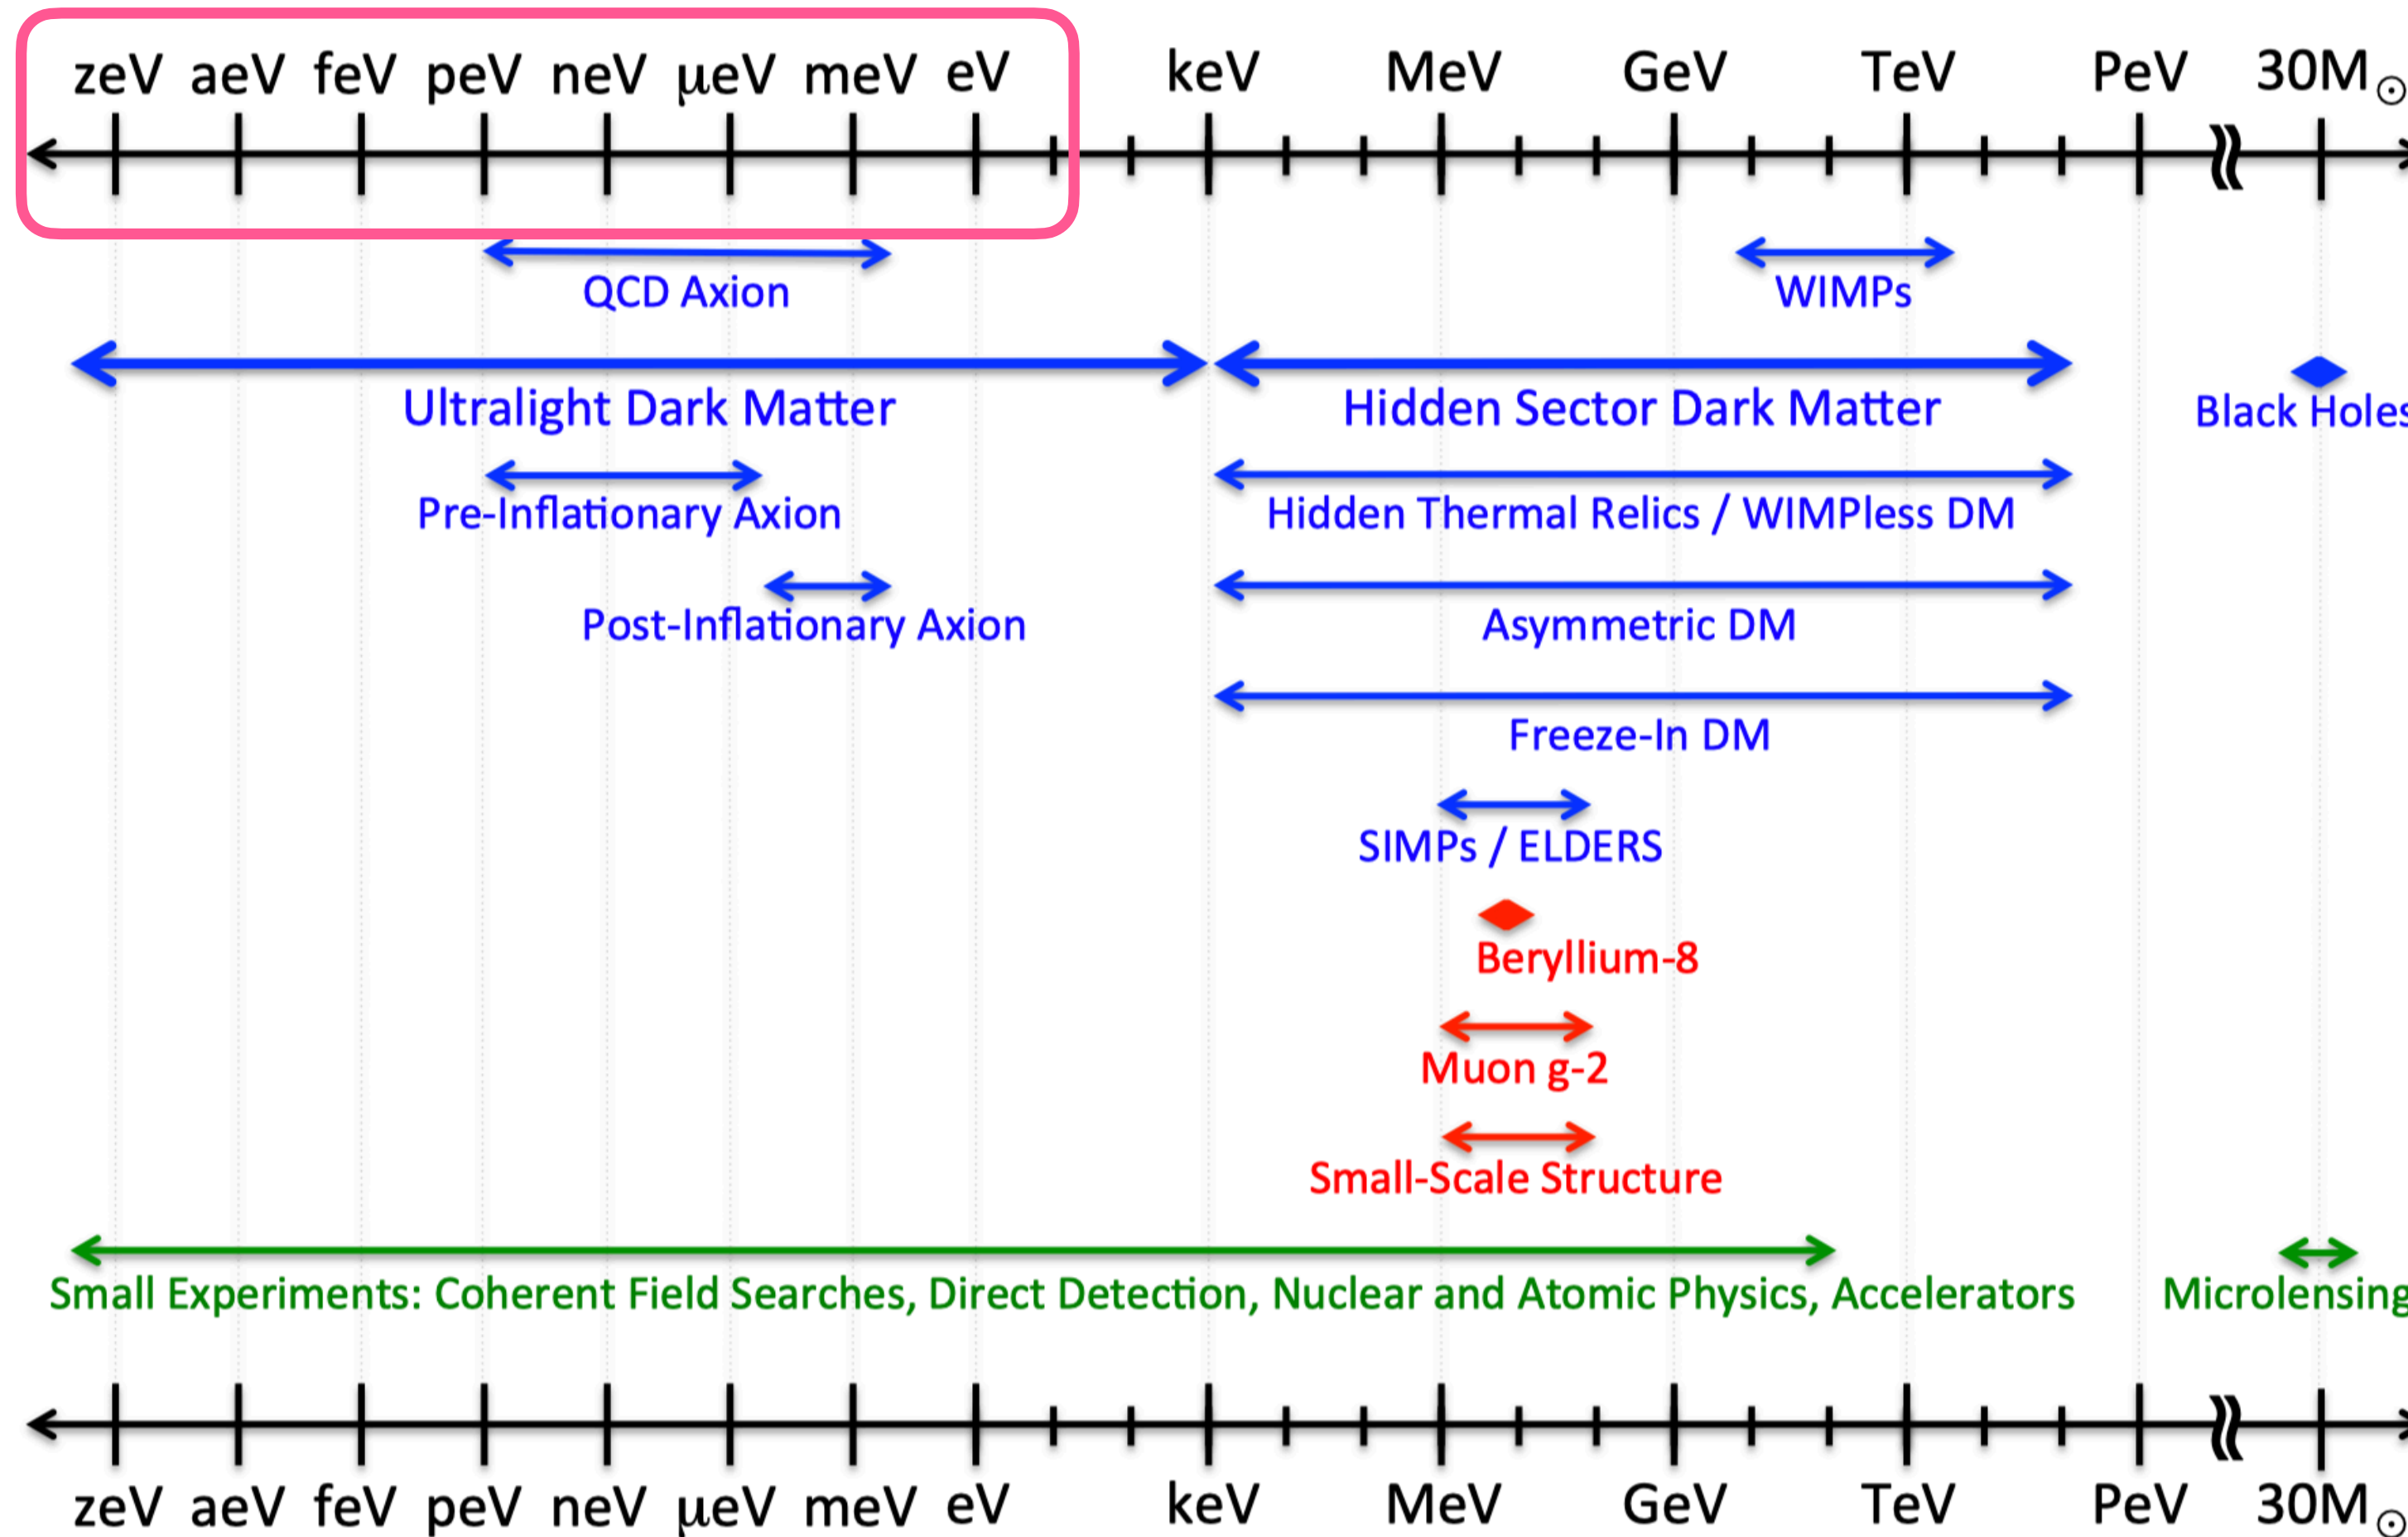 zeV aeV feV peV neV μeV meV eV keV MeV GeV TeV PeV 30M☉
QCD Axion WIMPs
Ultralight Dark Matter Hidden Sector Dark Matter Black Holes
Pre-Inflationary Axion Hidden Thermal Relics / WIMPless DM
Post-Inflationary Axion Asymmetric DM
Freeze-In DM
SIMPs / ELDERS
Beryllium-8
Muon g-2
Small-Scale Structure
Small Experiments: Coherent Field Searches, Direct Detection, Nuclear and Atomic Physics, Accelerators Microlensing
zeV aeV feV peV neV μeV meV eV keV MeV GeV TeV PeV 30M☉